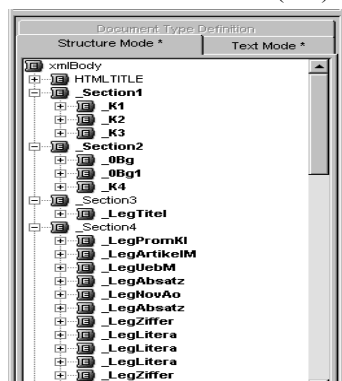 Document Type Definition
Structure Mode * Text Mode *
xmlBody
HTMLTITLE
_Section1
_K1
_K2
_K3
_Section2
_0Bg
_0Bg1
_K4
_Section3
_LegTitel
_Section4
_LegPromKl
_LegArtikelM
_LegUebM
_LegAbsatz
_LegNovAo
_LegAbsatz
_LegZiffer
_LegLitera
_LegLitera
_LegZiffer